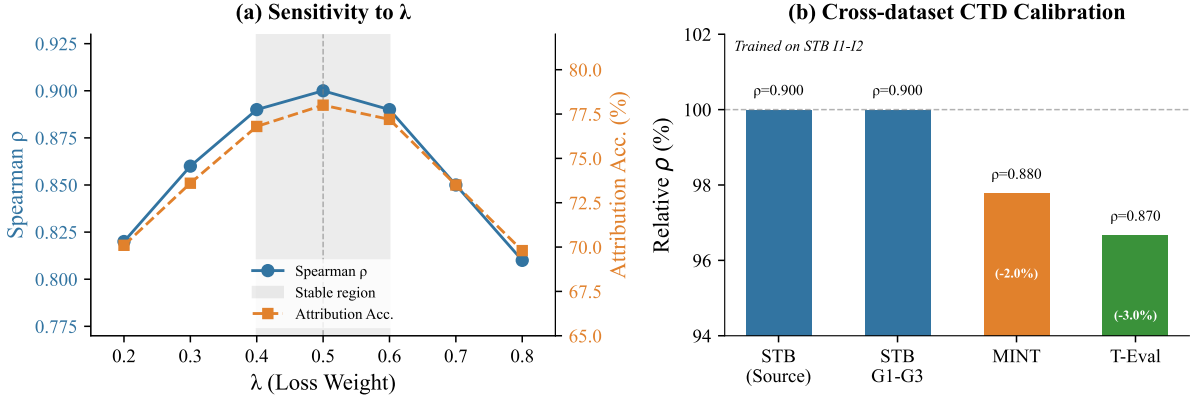 (a) Sensitivity to λ
0.925
0.900
0.875
0.850
0.825
0.800
0.775
Spearman ρ
80.0
77.5
75.0
72.5
70.0
67.5
65.0
Attribution Acc. (%)
Spearman ρ
Stable region
Attribution Acc.
0.2 0.3 0.4 0.5 0.6 0.7 0.8
λ (Loss Weight)
(b) Cross-dataset CTD Calibration
Trained on STB I1-I2
102
100
98
96
94
Relative ρ (%)
ρ=0.900
ρ=0.900
ρ=0.880
ρ=0.870
(-2.0%)
(-3.0%)
STB
(Source)
STB
G1-G3
MINT
T-Eval